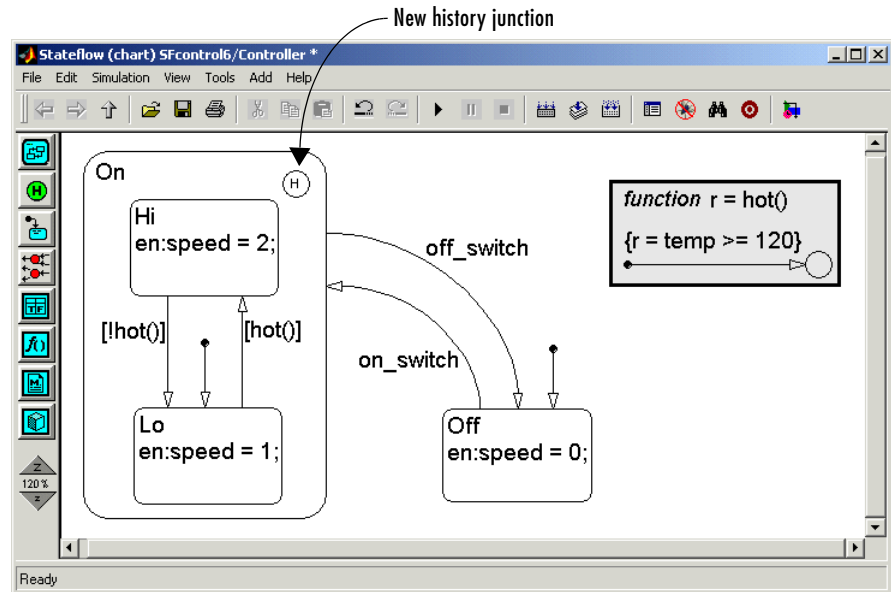 New history junction
Stateflow (chart) SFcontrol6/Controller *
File Edit Simulation View Tools Add Help
On
H
Hi
en:speed = 2;
[!hot()]
[hot()]
Lo
en:speed = 1;
off_switch
on_switch
Off
en:speed = 0;
function r = hot()
{r = temp >= 120}
H
TF
f()
M
Z
120 %
z
Ready